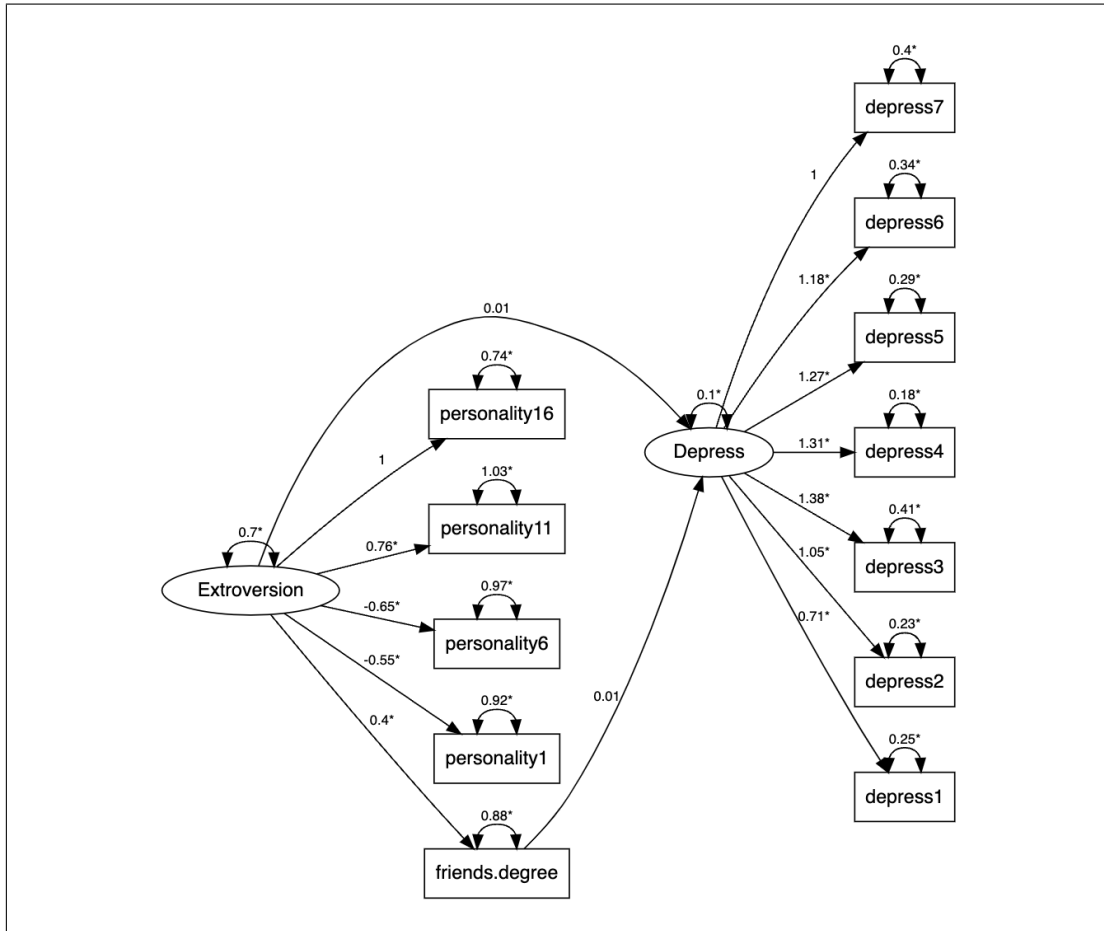 0.4*
depress7
1
0.34*
depress6
1.18*
0.29*
depress5
1.27*
0.01
0.74*
personality16
0.1*
Depress
0.18*
depress4
1.31*
1
1.03*
personality11
0.76*
1.38*
0.41*
depress3
0.7*
Extroversion
0.97*
personality6
-0.65*
1.05*
0.71*
0.23*
depress2
-0.55*
0.92*
personality1
0.4*
0.01
0.25*
depress1
0.88*
friends.degree